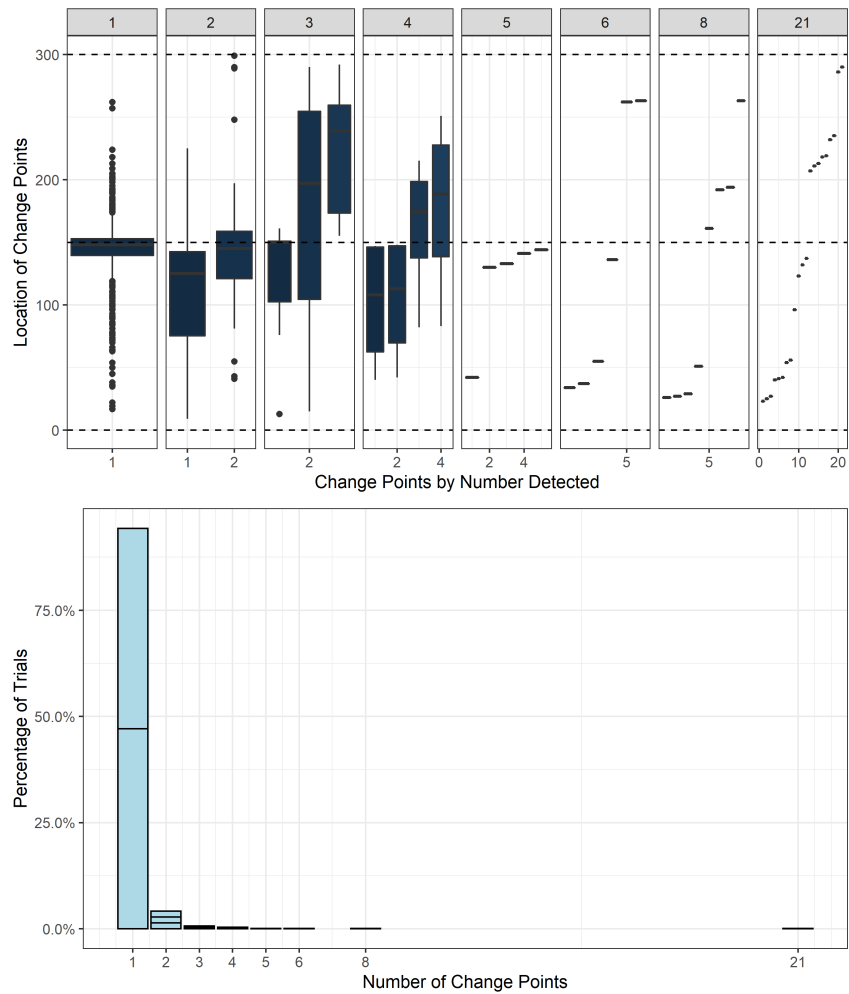 1 2 3 4 5 6 8 21
Location of Change Points
300
200
100
0
1 1 2 2 2 4 2 4 5 5 0 10 20
Change Points by Number Detected
Percentage of Trials
75.0%
50.0%
25.0%
0.0%
1 2 3 4 5 6 8 21
Number of Change Points